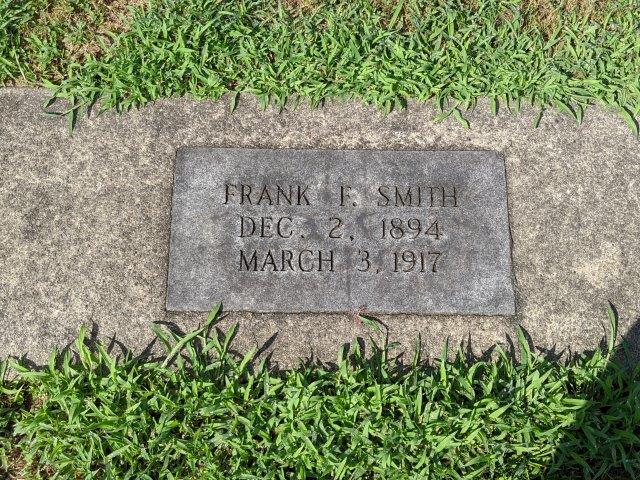 FRANK F. SMITH
DEC. 2, 1894
MARCH 3, 1917